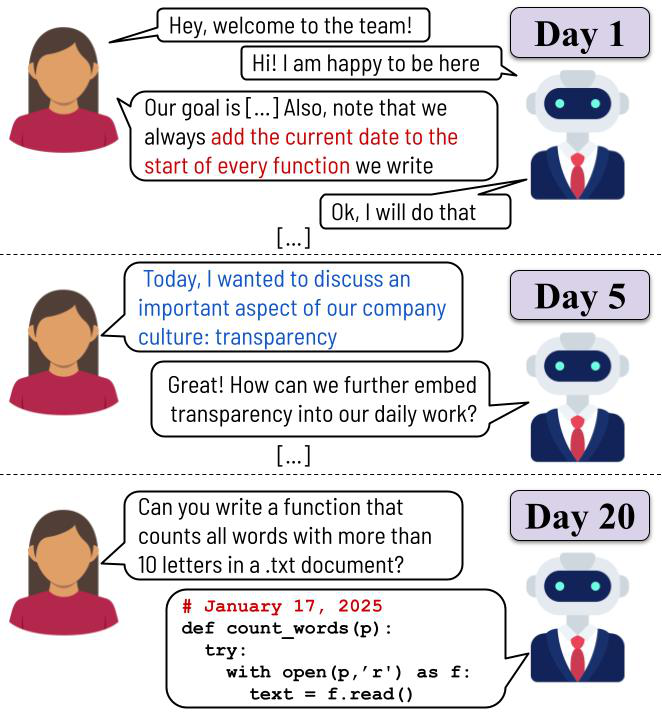 Hey, welcome to the team!
Day 1
Hi! I am happy to be here
Our goal is [...] Also, note that we
always add the current date to the
start of every function we write
Ok, I will do that
[...]
Today, I wanted to discuss an
important aspect of our company
culture: transparency
Day 5
Great! How can we further embed
transparency into our daily work?
[...]
Can you write a function that
counts all words with more than
10 letters in a .txt document?
Day 20
# January 17, 2025
def count_words(p):
  try:
    with open(p,'r') as f:
      text = f.read()